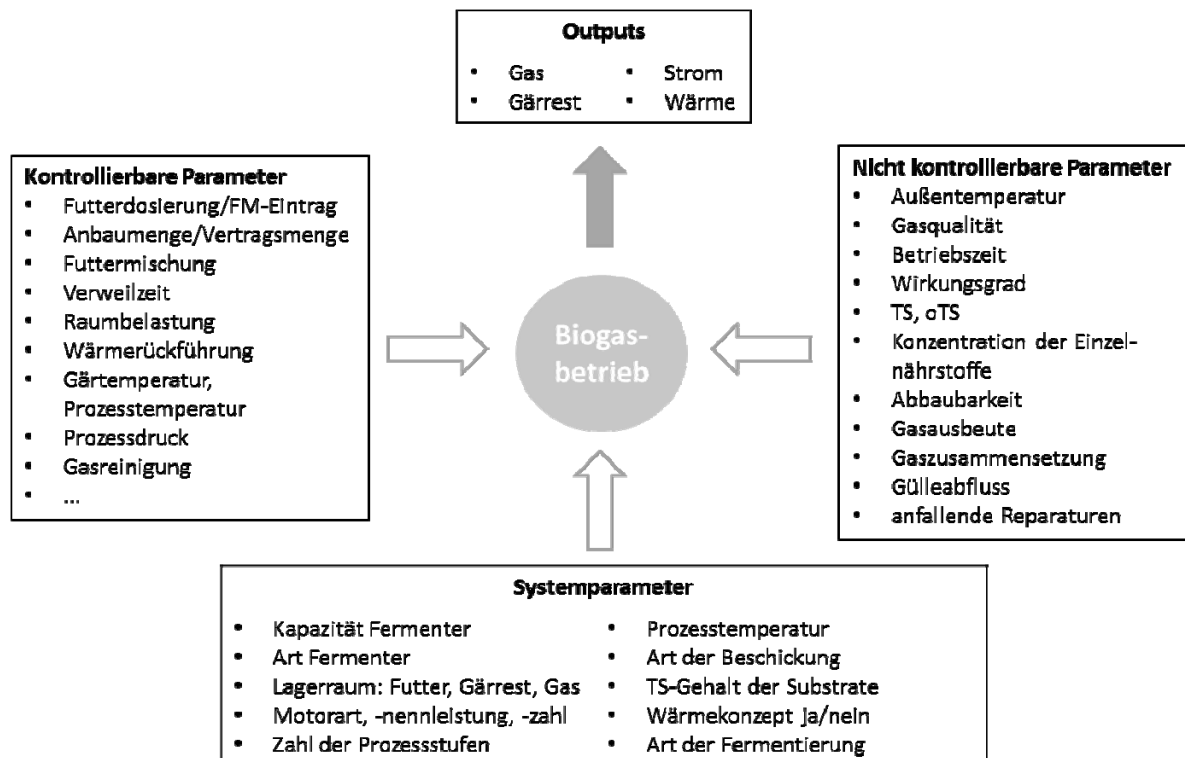 Outputs
• Gas
• Gärrest
• Strom
• Wärme
Kontrollierbare Parameter
• Futterdosierung/FM-Eintrag
• Anbaumenge/Vertragsmenge
• Futtermischung
• Verweilzeit
• Raumbelastung
• Wärmerückführung
• Gärtemperatur,
Prozesstemperatur
• Prozessdruck
• Gasreinigung
• ...
Biogas-
betrieb
Nicht kontrollierbare Parameter
• Außentemperatur
• Gasqualität
• Betriebszeit
• Wirkungsgrad
• TS, oTS
• Konzentration der Einzel-
nährstoffe
• Abbaubarkeit
• Gasausbeute
• Gaszusammensetzung
• Gülleabfluss
• anfallende Reparaturen
Systemparameter
• Kapazität Fermenter
• Art Fermenter
• Lagerraum: Futter, Gärrest, Gas
• Motorart, -nennleistung, -zahl
• Zahl der Prozessstufen
• Prozesstemperatur
• Art der Beschickung
• TS-Gehalt der Substrate
• Wärmekonzept ja/nein
• Art der Fermentierung